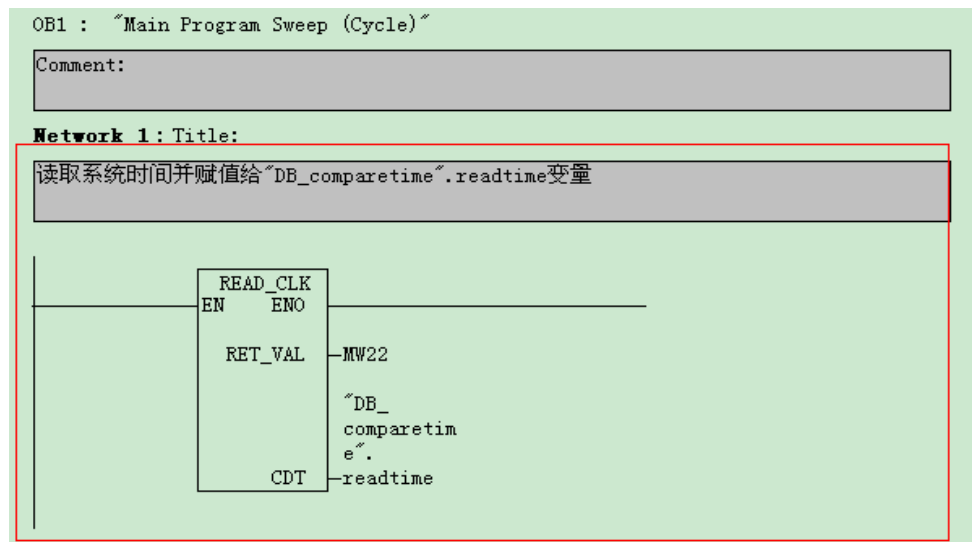 OB1 : "Main Program Sweep (Cycle)"
Comment:
Network 1: Title:
读取系统时间并赋值给"DB_comparetime".readtime变量
READ_CLK
EN ENO
RET_VAL MW22
"DB_
comparetim
e".
CDT readtime